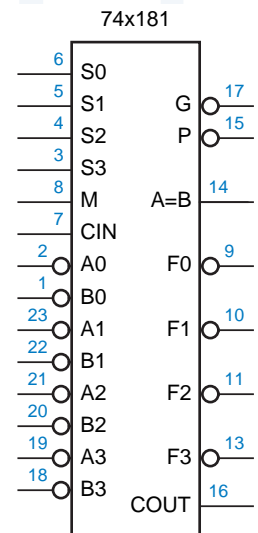 74x181
6 S0
5 S1
4 S2
3 S3
8 M
7 CIN
2 A0
1 B0
23 A1
22 B1
21 A2
20 B2
19 A3
18 B3
G 17
P 15
A=B 14
F0 9
F1 10
F2 11
F3 13
COUT 16